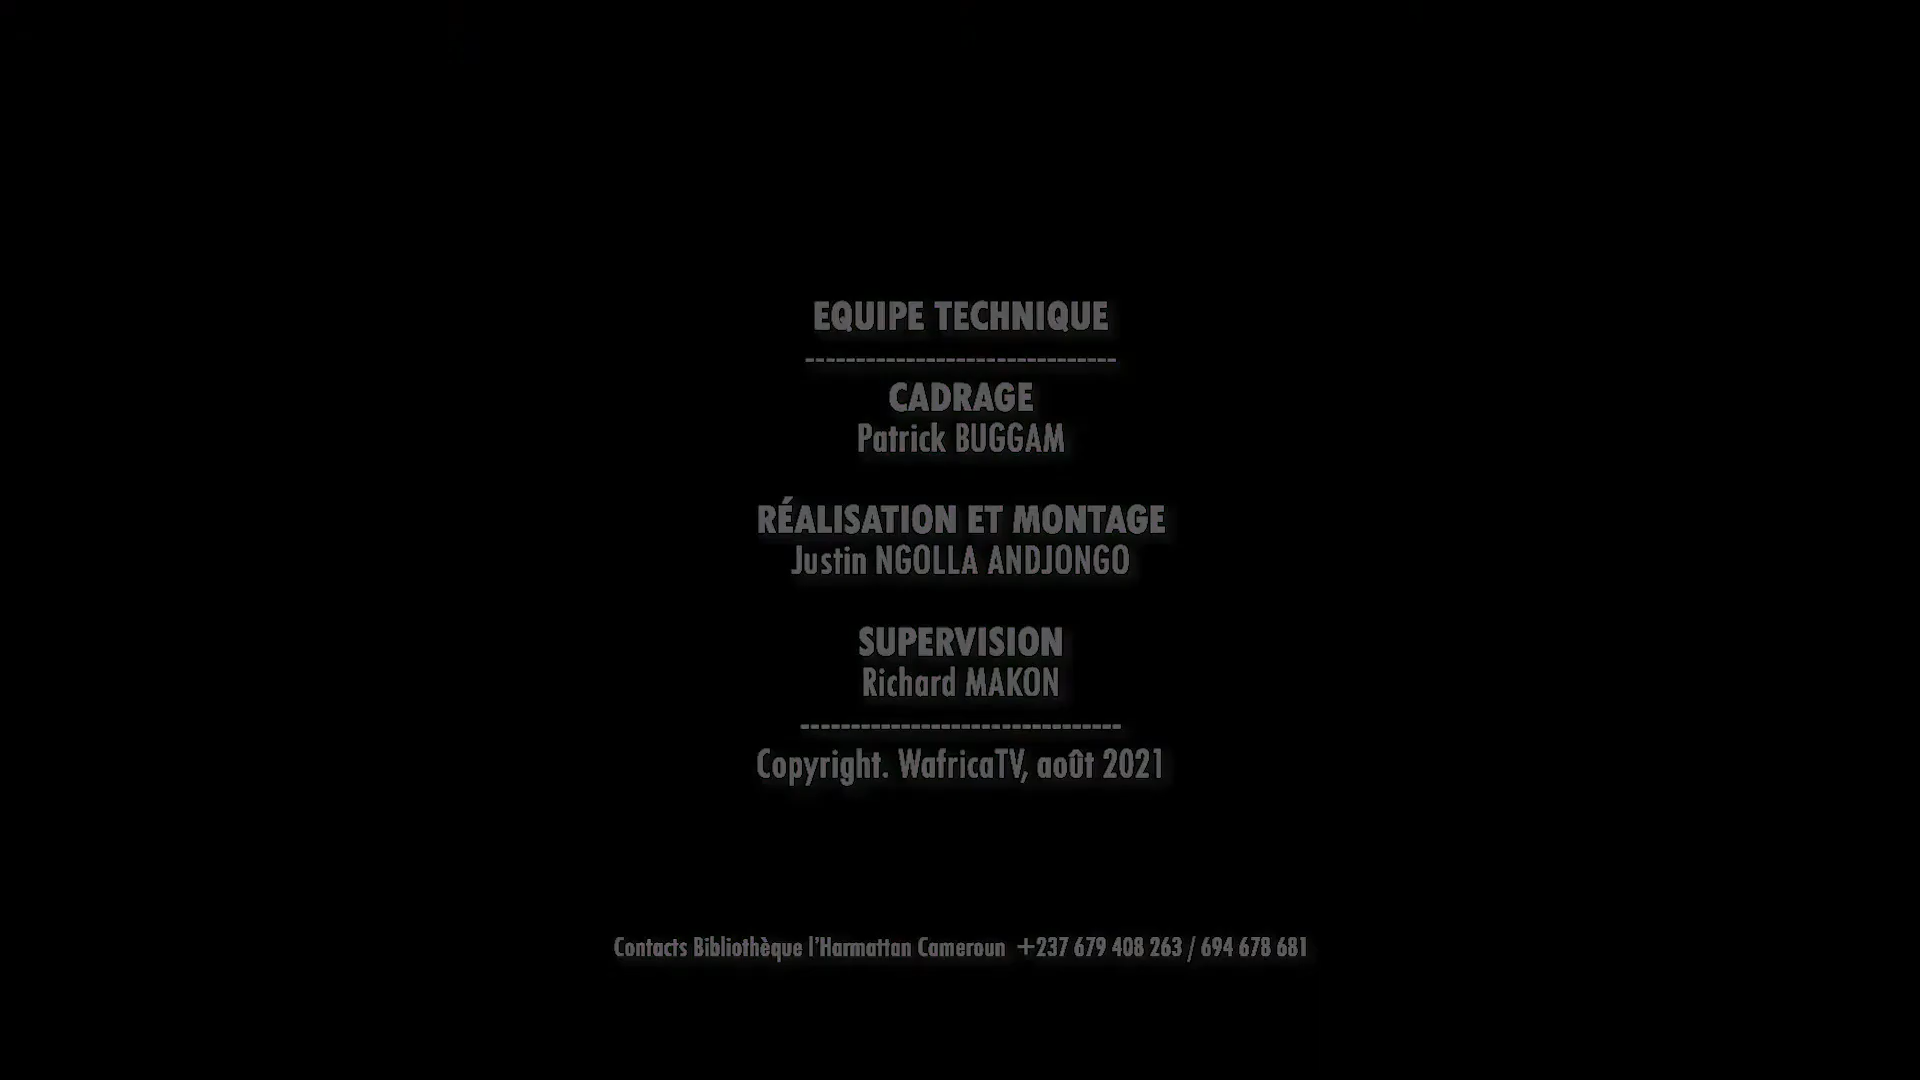 EQUIPE TECHNIQUE
-------------------------------
CADRAGE
Patrick BUGGAM
RÉALISATION ET MONTAGE
Justin NGOLLA ANDJONGO
SUPERVISION
Richard MAKON
--------------------------------
Copyright. WafricaTV, août 2021
Contacts Bibliothèque l'Harmattan Cameroun +237 679 408 263 / 694 678 681